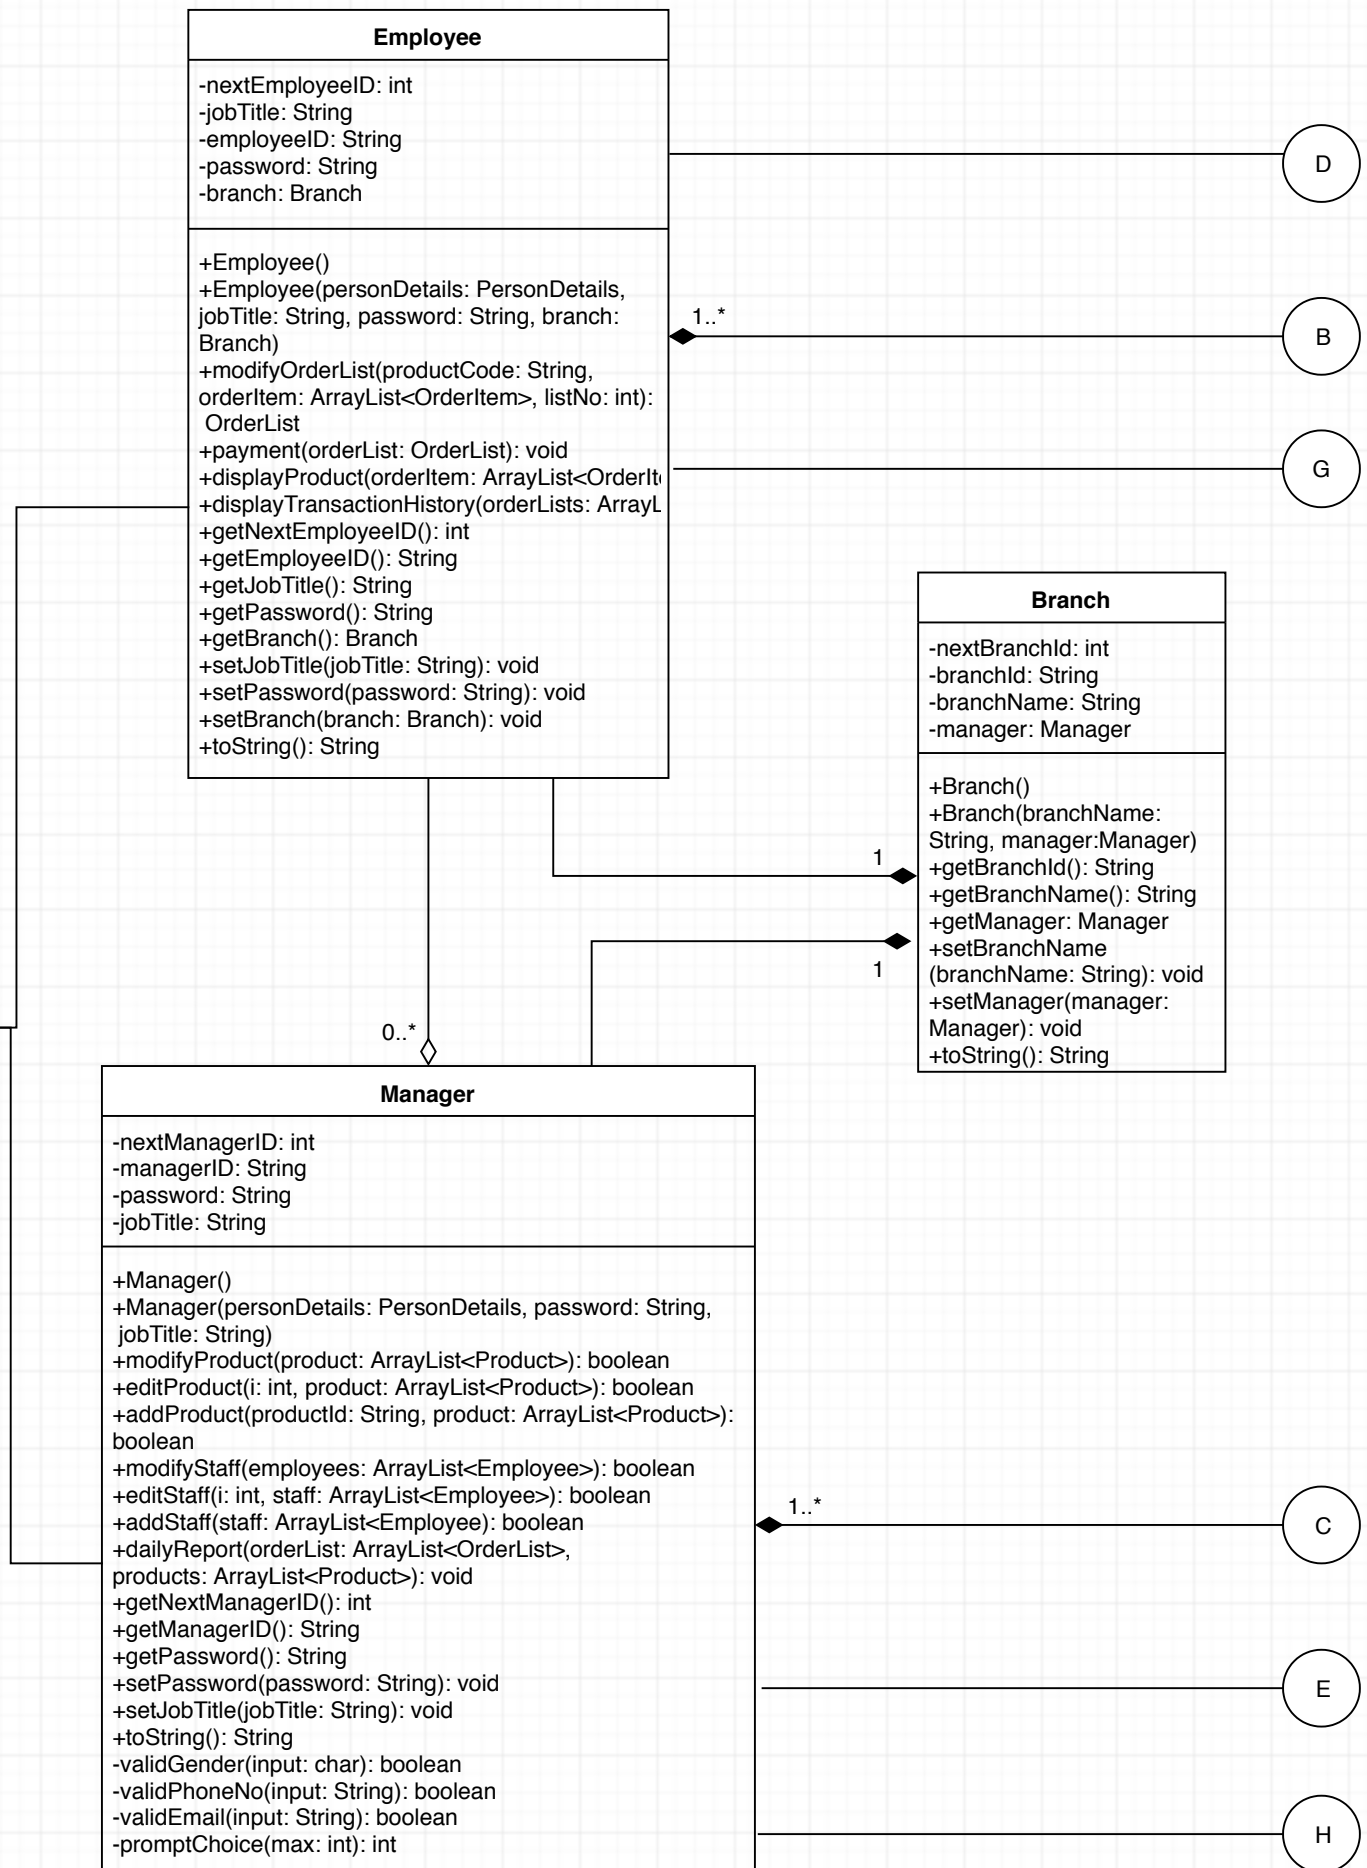 Employee
-nextEmployeeID: int
-jobTitle: String
-employeeID: String
-password: String
-branch: Branch
+Employee()
+Employee(personDetails: PersonDetails,
jobTitle: String, password: String, branch:
Branch)
+modifyOrderList(productCode: String,
orderItem: ArrayList<OrderItem>, listNo: int):
OrderList
+payment(orderList: OrderList): void
+displayProduct(orderItem: ArrayList<OrderIt
+displayTransactionHistory(orderLists: ArrayL
+getNextEmployeeID(): int
+getEmployeeID(): String
+getJobTitle(): String
+getPassword(): String
+getBranch(): Branch
+setJobTitle(jobTitle: String): void
+setPassword(password: String): void
+setBranch(branch: Branch): void
+toString(): String
D
1..*
B
G
Branch
-nextBranchId: int
-branchId: String
-branchName: String
-manager: Manager
+Branch()
+Branch(branchName:
String, manager:Manager)
+getBranchId(): String
+getBranchName(): String
+getManager: Manager
+setBranchName
(branchName: String): void
+setManager(manager:
Manager): void
+toString(): String
1
1
0..*
Manager
-nextManagerID: int
-managerID: String
-password: String
-jobTitle: String
+Manager()
+Manager(personDetails: PersonDetails, password: String,
jobTitle: String)
+modifyProduct(product: ArrayList<Product>): boolean
+editProduct(i: int, product: ArrayList<Product>): boolean
+addProduct(productId: String, product: ArrayList<Product>):
boolean
+modifyStaff(employees: ArrayList<Employee>): boolean
+editStaff(i: int, staff: ArrayList<Employee>): boolean
+addStaff(staff: ArrayList<Employee): boolean
+dailyReport(orderList: ArrayList<OrderList>,
products: ArrayList<Product>): void
+getNextManagerID(): int
+getManagerID(): String
+getPassword(): String
+setPassword(password: String): void
+setJobTitle(jobTitle: String): void
+toString(): String
-validGender(input: char): boolean
-validPhoneNo(input: String): boolean
-validEmail(input: String): boolean
-promptChoice(max: int): int
1..*
C
E
H